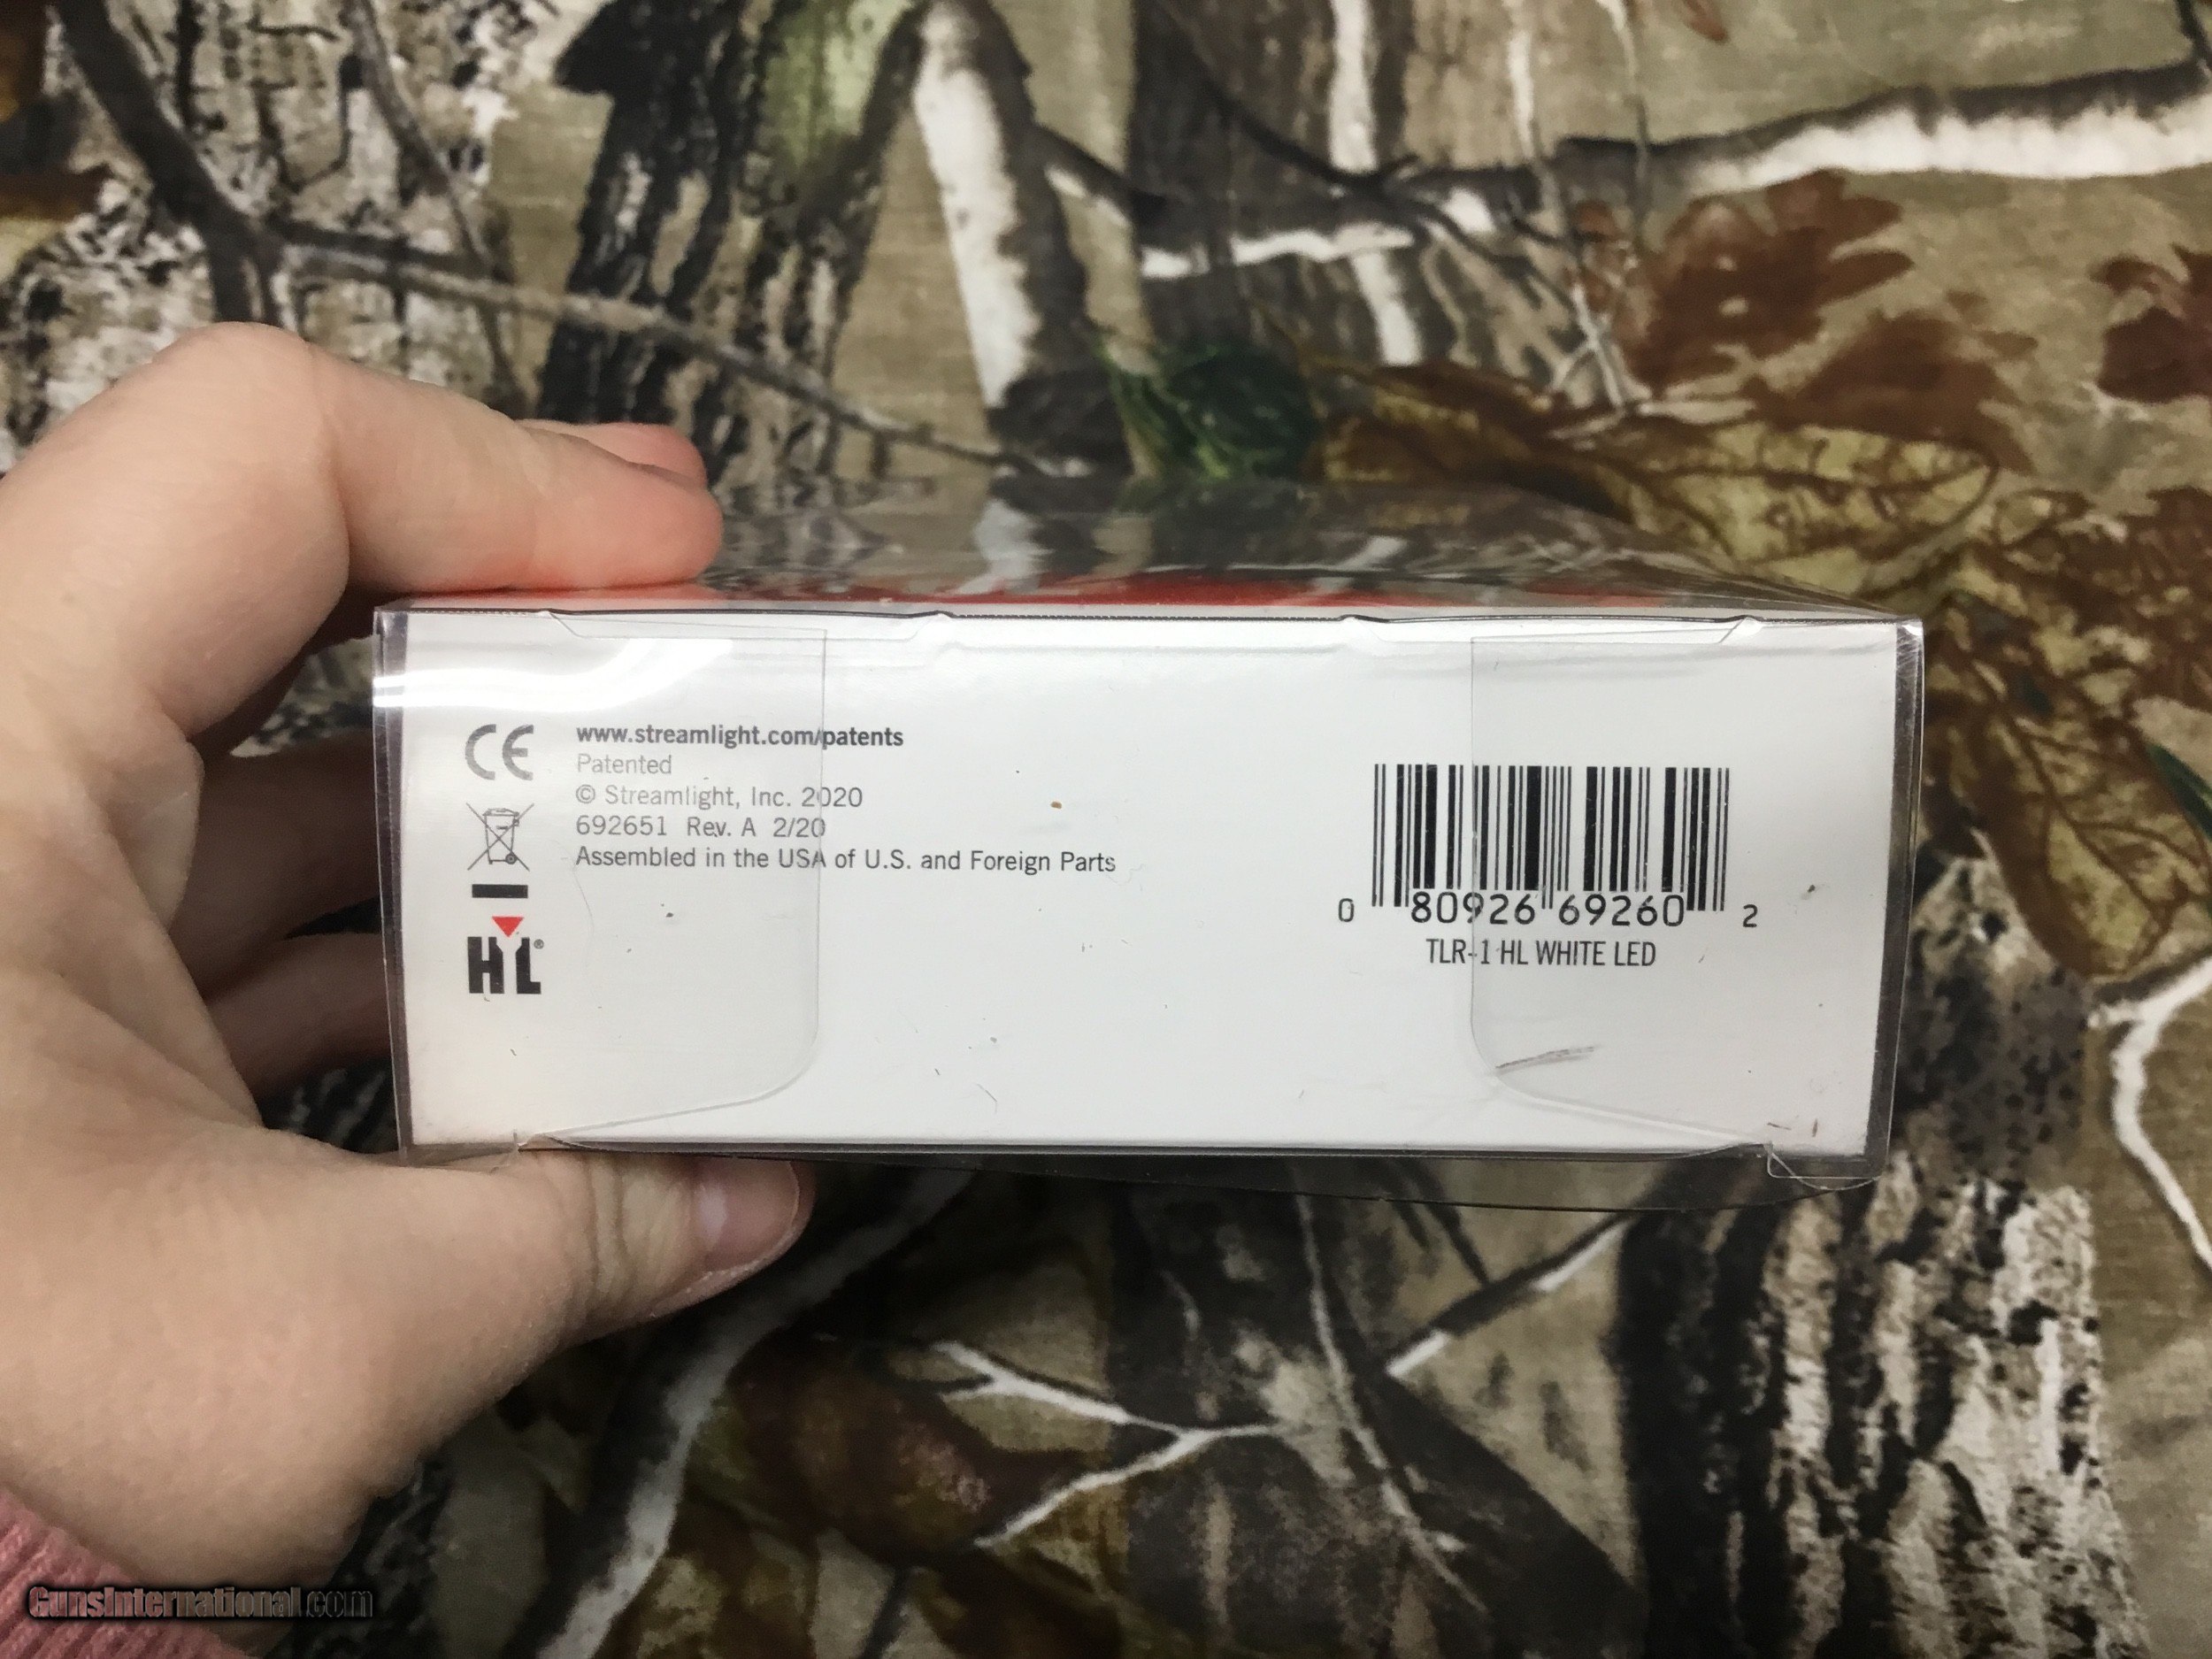 CE
www.streamlight.com/patents
Patented
© Streamlight, Inc. 2020
692651 Rev. A 2/20
Assembled in the USA of U.S. and Foreign Parts
HL®
0 80926 69260 2
TLR-1 HL WHITE LED
GunsInternational.com